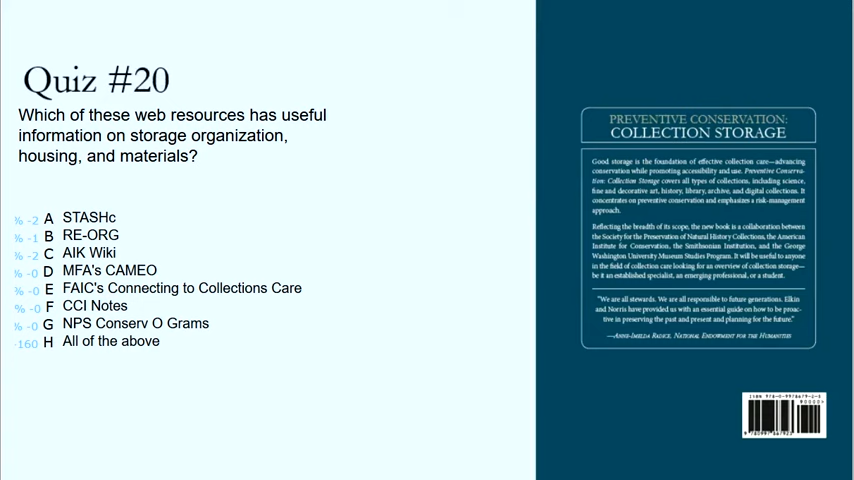 Quiz #20
Which of these web resources has useful
information on storage organization,
housing, and materials?
% -2 A STASHc
% -1 B RE-ORG
% -2 C AIK Wiki
% -0 D MFA's CAMEO
% -0 E FAIC's Connecting to Collections Care
% -0 F CCI Notes
% -0 G NPS Conserv O Grams
-160 H All of the above
PREVENTIVE CONSERVATION:
COLLECTION STORAGE
Good storage is the foundation of effective collection care—advancing
conservation while promoting accessibility and use. Preventive Conserva-
tion: Collection Storage covers all types of collections, including science,
fine and decorative art, history, library, archive, and digital collections. It
concentrates on preventive conservation and emphasizes a risk-management
approach.
Reflecting the breadth of its scope, the new book is a collaboration between
the Society for the Preservation of Natural History Collections, the American
Institute for Conservation, the Smithsonian Institution, and the George
Washington University Museum Studies Program. It will be useful to anyone
in the field of collection care looking for an overview of collection storage—
be it an established specialist, an emerging professional, or a student.
"We are all stewards. We are all responsible to future generations. Elkin
and Norris have provided us with an essential guide on how to be proac-
tive in preserving the past and present and planning for the future."
—Anne-Imelda Radice, National Endowment for the Humanities
90000>